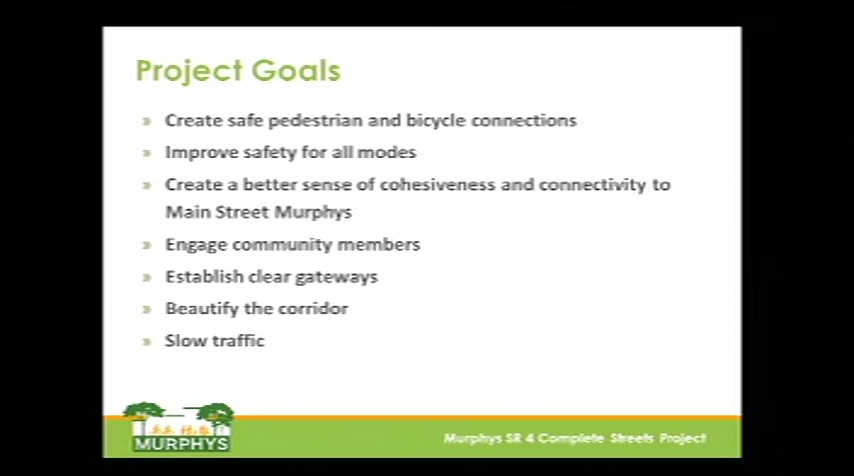 Project Goals
» Create safe pedestrian and bicycle connections
» Improve safety for all modes
» Create a better sense of cohesiveness and connectivity to
Main Street Murphys
» Engage community members
» Establish clear gateways
» Beautify the corridor
» Slow traffic
MURPHYS
Murphys SR 4 Complete Streets Project